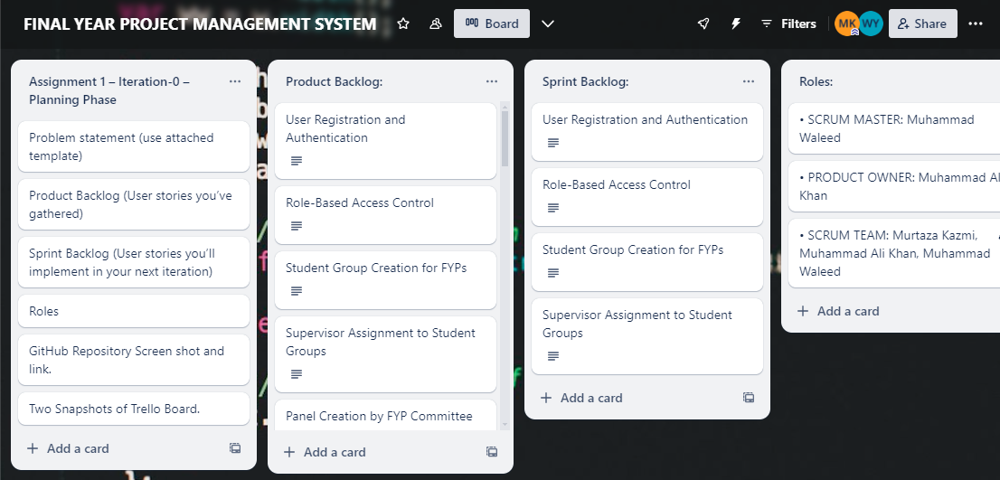 FINAL YEAR PROJECT MANAGEMENT SYSTEM
Board
Filters
MK
WY
Share
Assignment 1 – Iteration-0 –
Planning Phase
Problem statement (use attached
template)
Product Backlog (User stories you've
gathered)
Sprint Backlog (User stories you'll
implement in your next iteration)
Roles
GitHub Repository Screen shot and
link.
Two Snapshots of Trello Board.
+ Add a card
Product Backlog:
User Registration and
Authentication
Role-Based Access Control
Student Group Creation for FYPs
Supervisor Assignment to Student
Groups
Panel Creation by FYP Committee
+ Add a card
Sprint Backlog:
User Registration and Authentication
Role-Based Access Control
Student Group Creation for FYPs
Supervisor Assignment to Student
Groups
+ Add a card
Roles:
• SCRUM MASTER: Muhammad
Waleed
• PRODUCT OWNER: Muhammad
Khan
• SCRUM TEAM: Murtaza Kazmi,
Muhammad Ali Khan, Muhammad
Waleed
+ Add a card